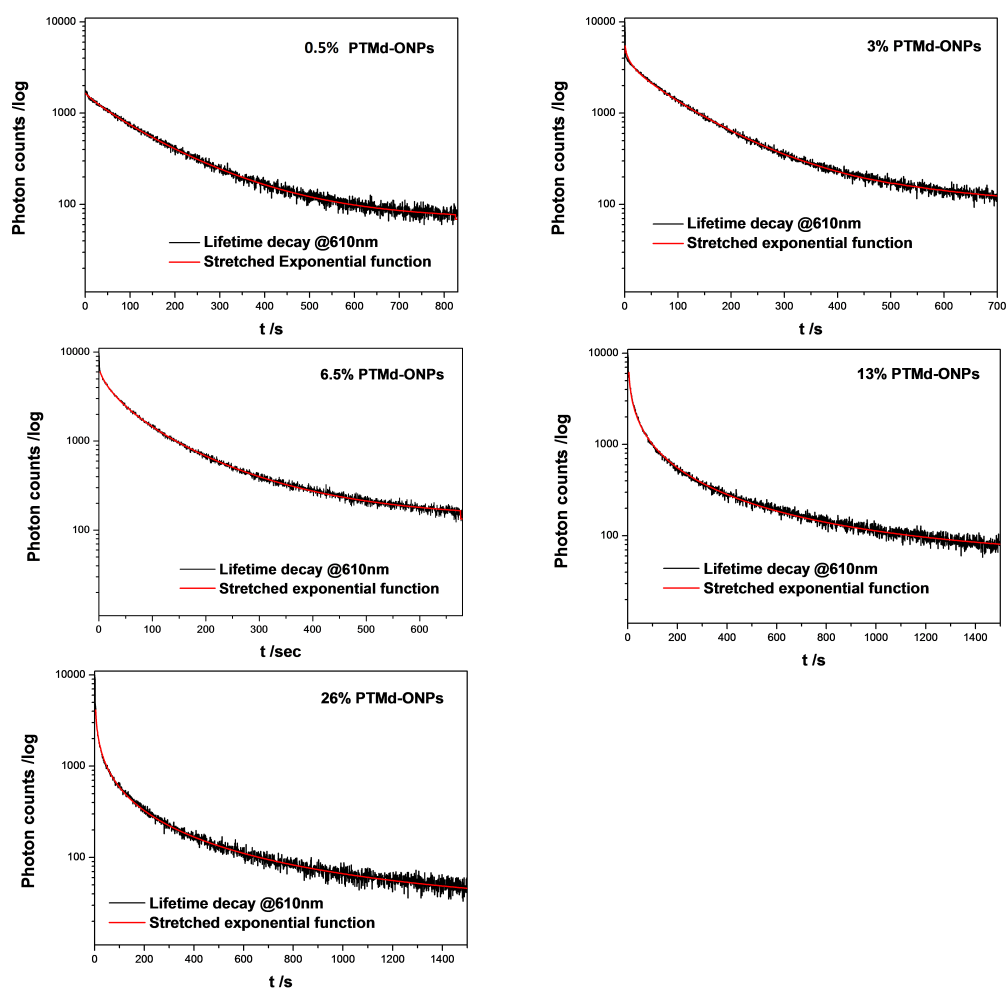 0.5% PTMd-ONPs
Photon counts /log
10000
1000
100
Lifetime decay @610nm
Stretched Exponential function
0 100 200 300 400 500 600 700 800
t /s
3% PTMd-ONPs
Photon counts /log
10000
1000
100
Lifetime decay @610nm
Stretched exponential function
0 100 200 300 400 500 600 700
t /s
6.5% PTMd-ONPs
Photon counts /log
10000
1000
100
Lifetime decay @610nm
Stretched exponential function
0 100 200 300 400 500 600
t /sec
13% PTMd-ONPs
Photon counts /log
10000
1000
100
Lifetime decay @610nm
Stretched exponential function
0 200 400 600 800 1000 1200 1400
t /s
26% PTMd-ONPs
Photon counts /log
10000
1000
100
Lifetime decay @610nm
Stretched exponential function
0 200 400 600 800 1000 1200 1400
t /s